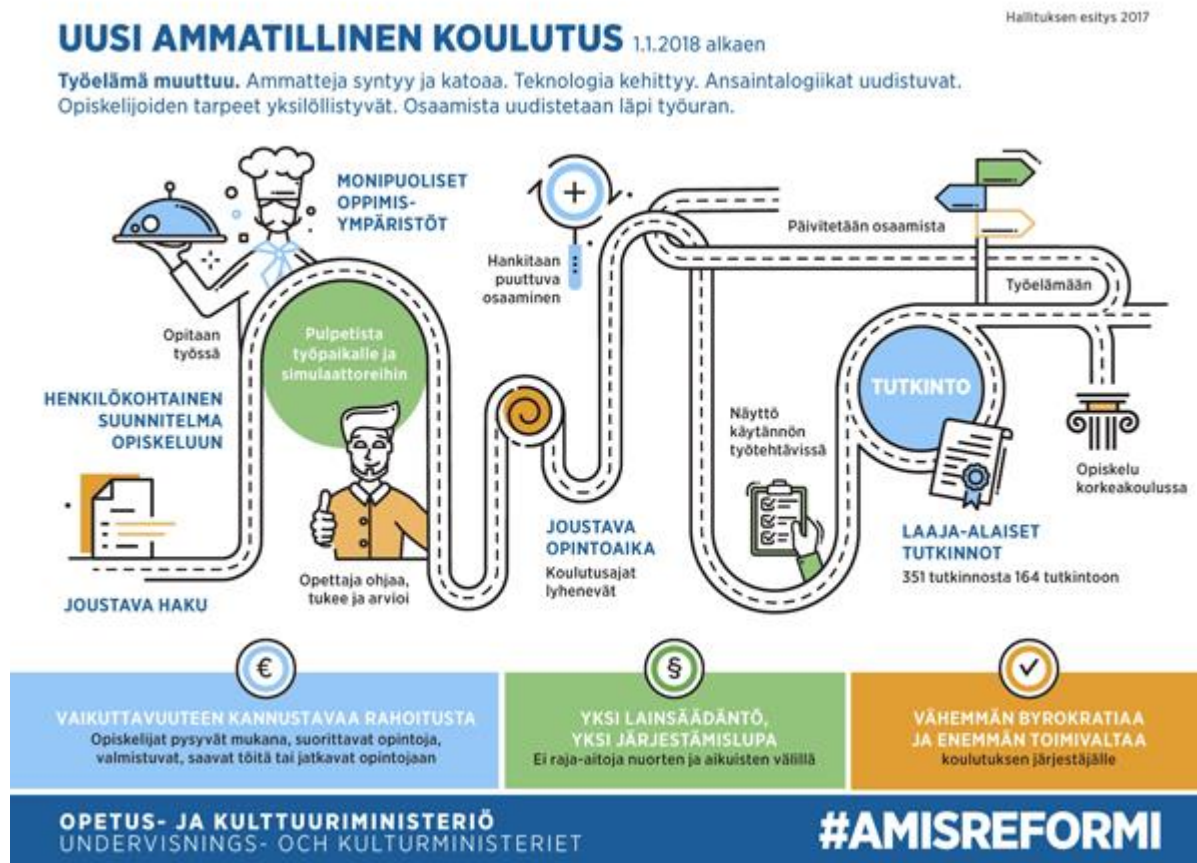 Hallituksen esitys 2017
UUSI AMMATILLINEN KOULUTUS 1.1.2018 alkaen
Työelämä muuttuu. Ammatteja syntyy ja katoaa. Teknologia kehittyy. Ansaintalogiikat uudistuvat.
Opiskelijoiden tarpeet yksilöllistyvät. Osaamista uudistetaan läpi työuran.
MONIPUOLISET
OPPIMIS-
YMPÄRISTÖT
Opitaan
työssä
Pulpetista
työpaikalle ja
simulaattoreihin
HENKILÖKOHTAINEN
SUUNNITELMA
OPISKELUUN
JOUSTAVA HAKU
Opettaja ohjaa,
tukee ja arvioi
Hankitaan
puuttuva
osaaminen
JOUSTAVA
OPINTOAIKA
Koulutusajat
lyhenevät
Päivitetään osaamista
Työelämään
Näyttö
käytännön
työtehtävissä
TUTKINTO
Opiskelu
korkeakoulussa
LAAJA-ALAISET
TUTKINNOT
351 tutkinnosta 164 tutkintoon
€
VAIKUTTAVUUTEEN KANNUSTAVAA RAHOITUSTA
Opiskelijat pysyvät mukana, suorittavat opintoja,
valmistuvat, saavat töitä tai jatkavat opintojaan
§
YKSI LAINSÄÄDÄNTÖ,
YKSI JÄRJESTÄMISLUPA
Ei raja-aitoja nuorten ja aikuisten välillä
VÄHEMMÄN BYROKRATIAA
JA ENEMMÄN TOIMIVALTAA
koulutuksen järjestäjälle
OPETUS- JA KULTTUURIMINISTERIÖ
UNDERVISNINGS- OCH KULTURMINISTERIET
#AMISREFORMI